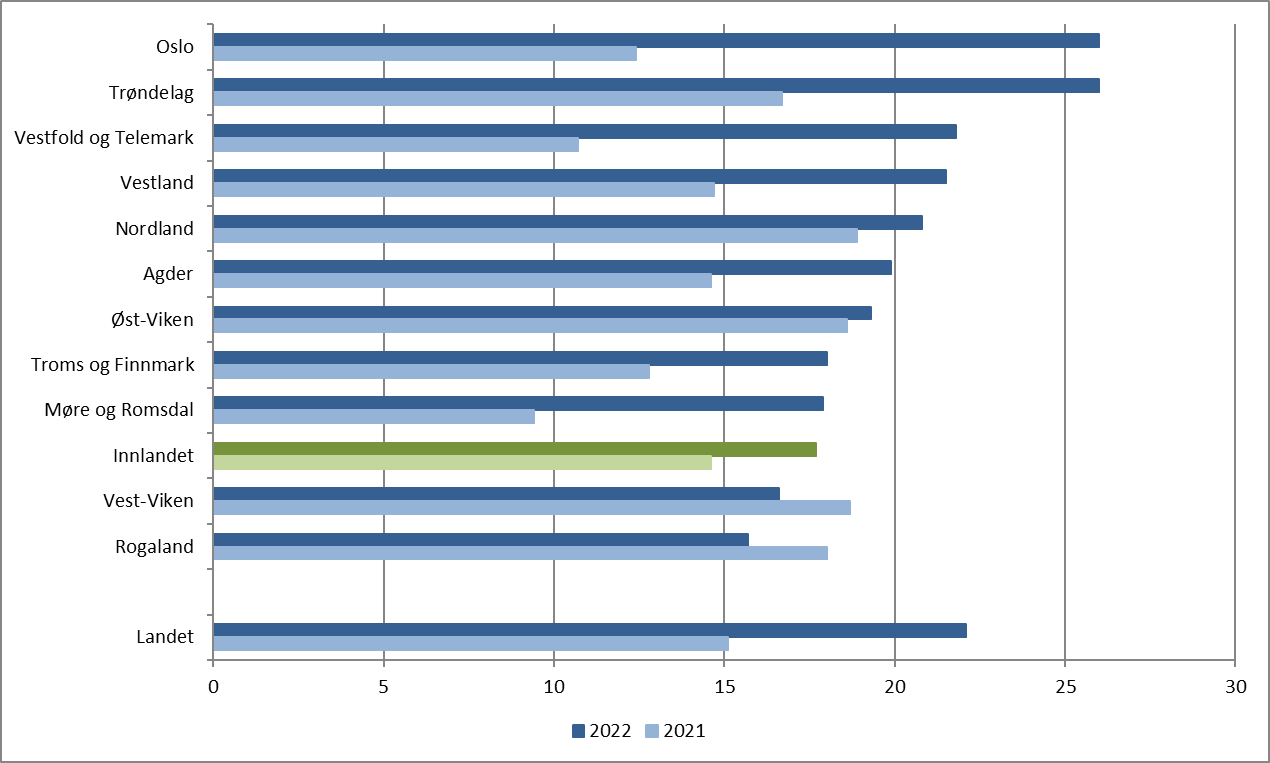 Oslo
Trøndelag
Vestfold og Telemark
Vestland
Nordland
Agder
Øst-Viken
Troms og Finnmark
Møre og Romsdal
Innlandet
Vest-Viken
Rogaland
Landet
0 5 10 15 20 25 30
2022 2021